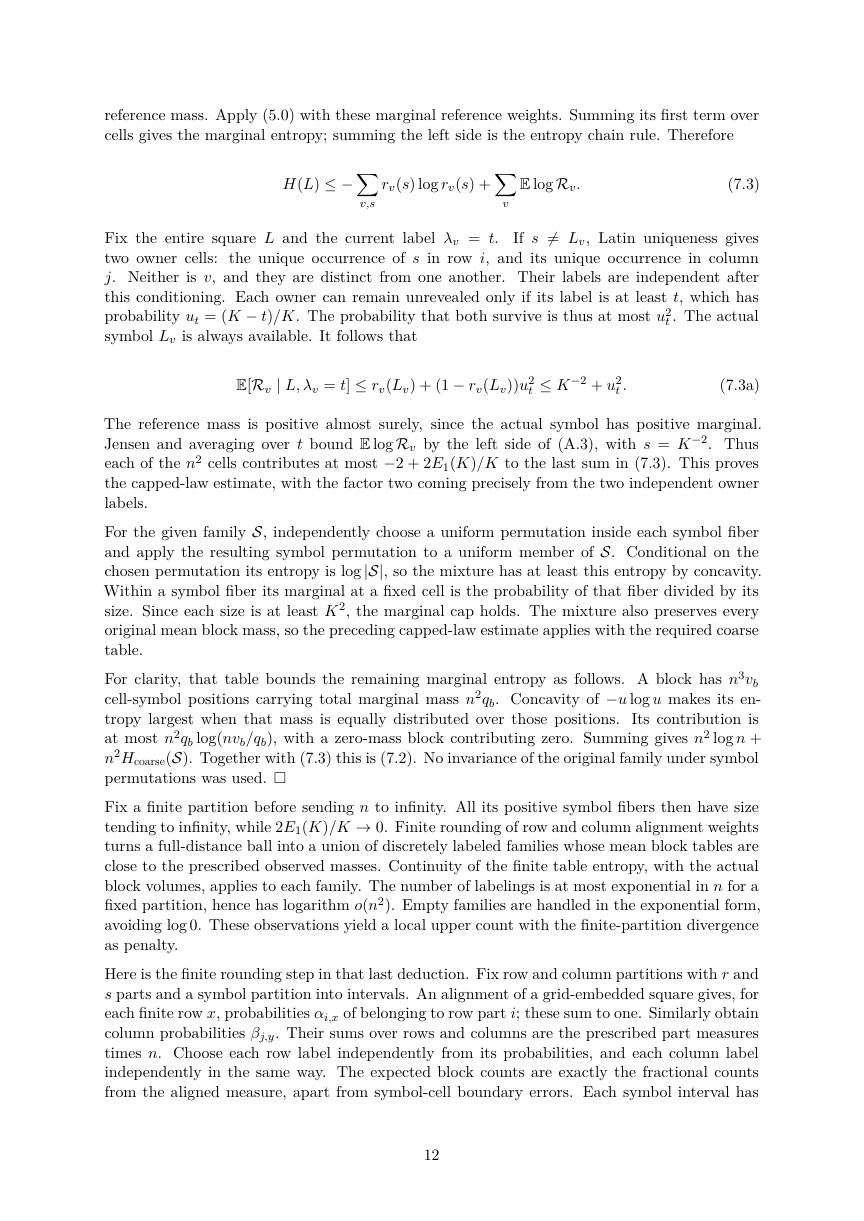 reference mass. Apply (5.0) with these marginal reference weights. Summing its first term over
cells gives the marginal entropy; summing the left side is the entropy chain rule. Therefore
H(L) ≤ − ∑_{v,s} r_v(s) log r_v(s) + ∑_v 𝔼 log ℛ_v. (7.3)
Fix the entire square L and the current label λ_v = t. If s ≠ L_v, Latin uniqueness gives
two owner cells: the unique occurrence of s in row i, and its unique occurrence in column
j. Neither is v, and they are distinct from one another. Their labels are independent after
this conditioning. Each owner can remain unrevealed only if its label is at least t, which has
probability u_t = (K − t)/K. The probability that both survive is thus at most u_t^2. The actual
symbol L_v is always available. It follows that
𝔼[ℛ_v | L, λ_v = t] ≤ r_v(L_v) + (1 − r_v(L_v))u_t^2 ≤ K^{−2} + u_t^2. (7.3a)
The reference mass is positive almost surely, since the actual symbol has positive marginal.
Jensen and averaging over t bound 𝔼 log ℛ_v by the left side of (A.3), with s = K^{−2}. Thus
each of the n^2 cells contributes at most −2 + 2E_1(K)/K to the last sum in (7.3). This proves
the capped-law estimate, with the factor two coming precisely from the two independent owner
labels.
For the given family 𝒮, independently choose a uniform permutation inside each symbol fiber
and apply the resulting symbol permutation to a uniform member of 𝒮. Conditional on the
chosen permutation its entropy is log |𝒮|, so the mixture has at least this entropy by concavity.
Within a symbol fiber its marginal at a fixed cell is the probability of that fiber divided by its
size. Since each size is at least K^2, the marginal cap holds. The mixture also preserves every
original mean block mass, so the preceding capped-law estimate applies with the required coarse
table.
For clarity, that table bounds the remaining marginal entropy as follows. A block has n^3v_b
cell-symbol positions carrying total marginal mass n^2q_b. Concavity of −u log u makes its en-
tropy largest when that mass is equally distributed over those positions. Its contribution is
at most n^2q_b log(nv_b/q_b), with a zero-mass block contributing zero. Summing gives n^2 log n +
n^2H_coarse(𝒮). Together with (7.3) this is (7.2). No invariance of the original family under symbol
permutations was used. □
Fix a finite partition before sending n to infinity. All its positive symbol fibers then have size
tending to infinity, while 2E_1(K)/K → 0. Finite rounding of row and column alignment weights
turns a full-distance ball into a union of discretely labeled families whose mean block tables are
close to the prescribed observed masses. Continuity of the finite table entropy, with the actual
block volumes, applies to each family. The number of labelings is at most exponential in n for a
fixed partition, hence has logarithm o(n^2). Empty families are handled in the exponential form,
avoiding log 0. These observations yield a local upper count with the finite-partition divergence
as penalty.
Here is the finite rounding step in that last deduction. Fix row and column partitions with r and
s parts and a symbol partition into intervals. An alignment of a grid-embedded square gives, for
each finite row x, probabilities α_{i,x} of belonging to row part i; these sum to one. Similarly obtain
column probabilities β_{j,y}. Their sums over rows and columns are the prescribed part measures
times n. Choose each row label independently from its probabilities, and each column label
independently in the same way. The expected block counts are exactly the fractional counts
from the aligned measure, apart from symbol-cell boundary errors. Each symbol interval has
12